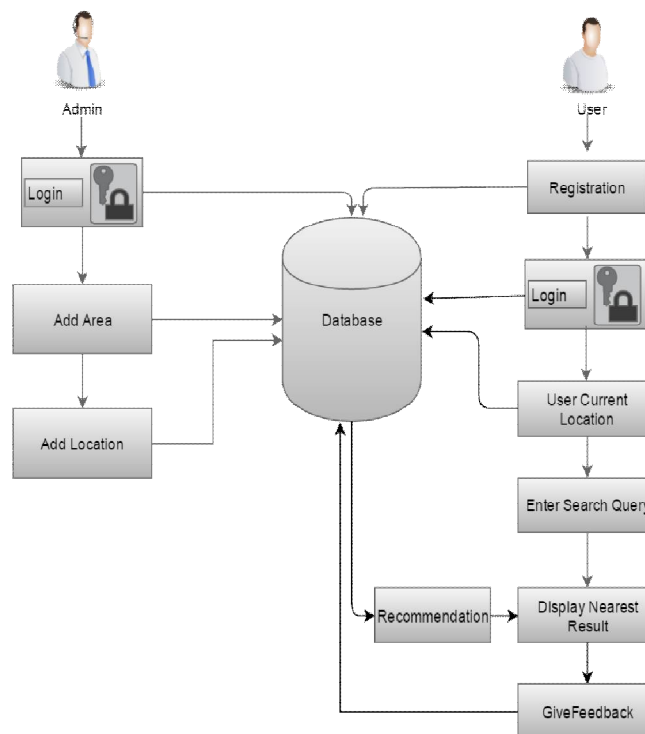 Admin
User
Login
Registration
Login
Add Area
Database
User Current
Location
Add Location
Enter Search Query
Recommendation
Display Nearest
Result
GiveFeedback